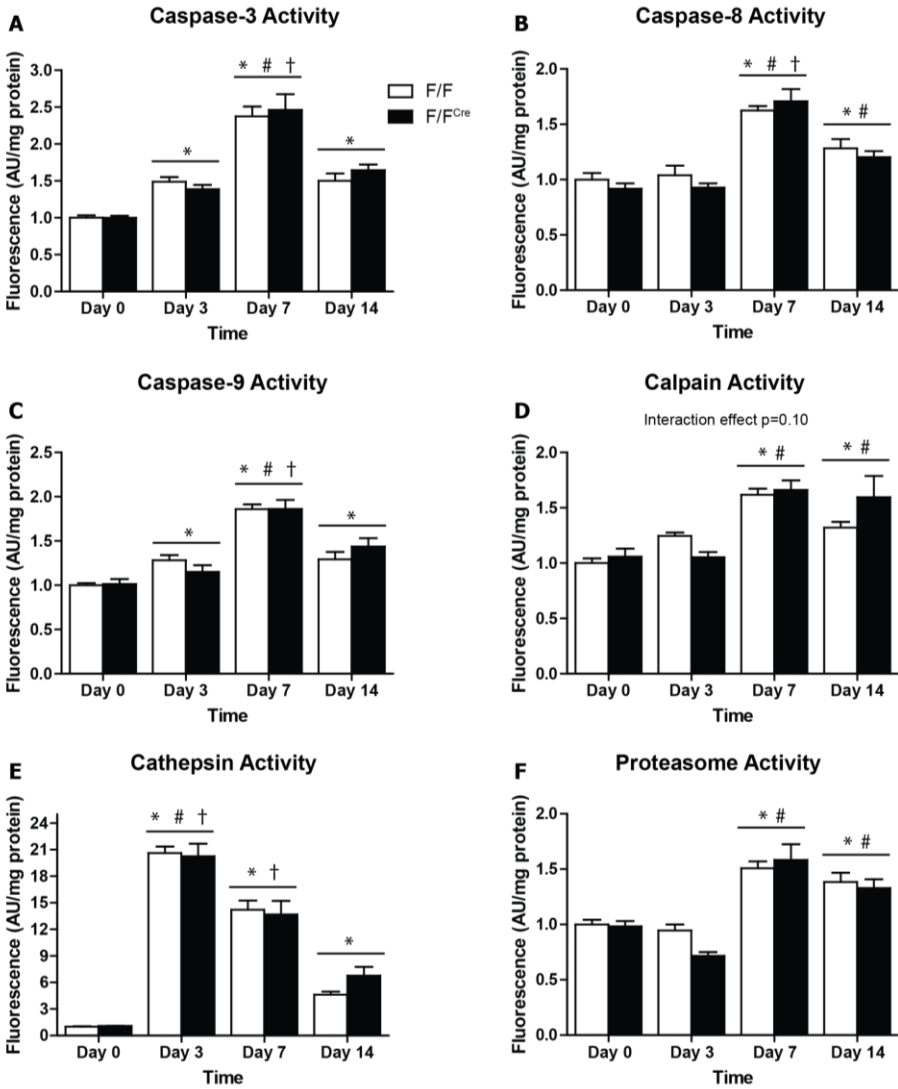 A
Caspase-3 Activity
Fluorescence (AU/mg protein)
3.0
2.5
2.0
1.5
1.0
0.5
0.0
* # †
*
*
F/F
F/F^Cre
Day 0 Day 3 Day 7 Day 14
Time
B
Caspase-8 Activity
Fluorescence (AU/mg protein)
2.0
1.5
1.0
0.5
0.0
* # †
* #
Day 0 Day 3 Day 7 Day 14
Time
C
Caspase-9 Activity
Fluorescence (AU/mg protein)
2.5
2.0
1.5
1.0
0.5
0.0
* # †
*
*
Day 0 Day 3 Day 7 Day 14
Time
D
Calpain Activity
Interaction effect p=0.10
Fluorescence (AU/mg protein)
2.0
1.5
1.0
0.5
0.0
* #
* #
Day 0 Day 3 Day 7 Day 14
Time
E
Cathepsin Activity
Fluorescence (AU/mg protein)
24
21
18
15
12
9
6
3
0
* # †
* †
*
Day 0 Day 3 Day 7 Day 14
Time
F
Proteasome Activity
Fluorescence (AU/mg protein)
2.0
1.5
1.0
0.5
0.0
* #
* #
Day 0 Day 3 Day 7 Day 14
Time